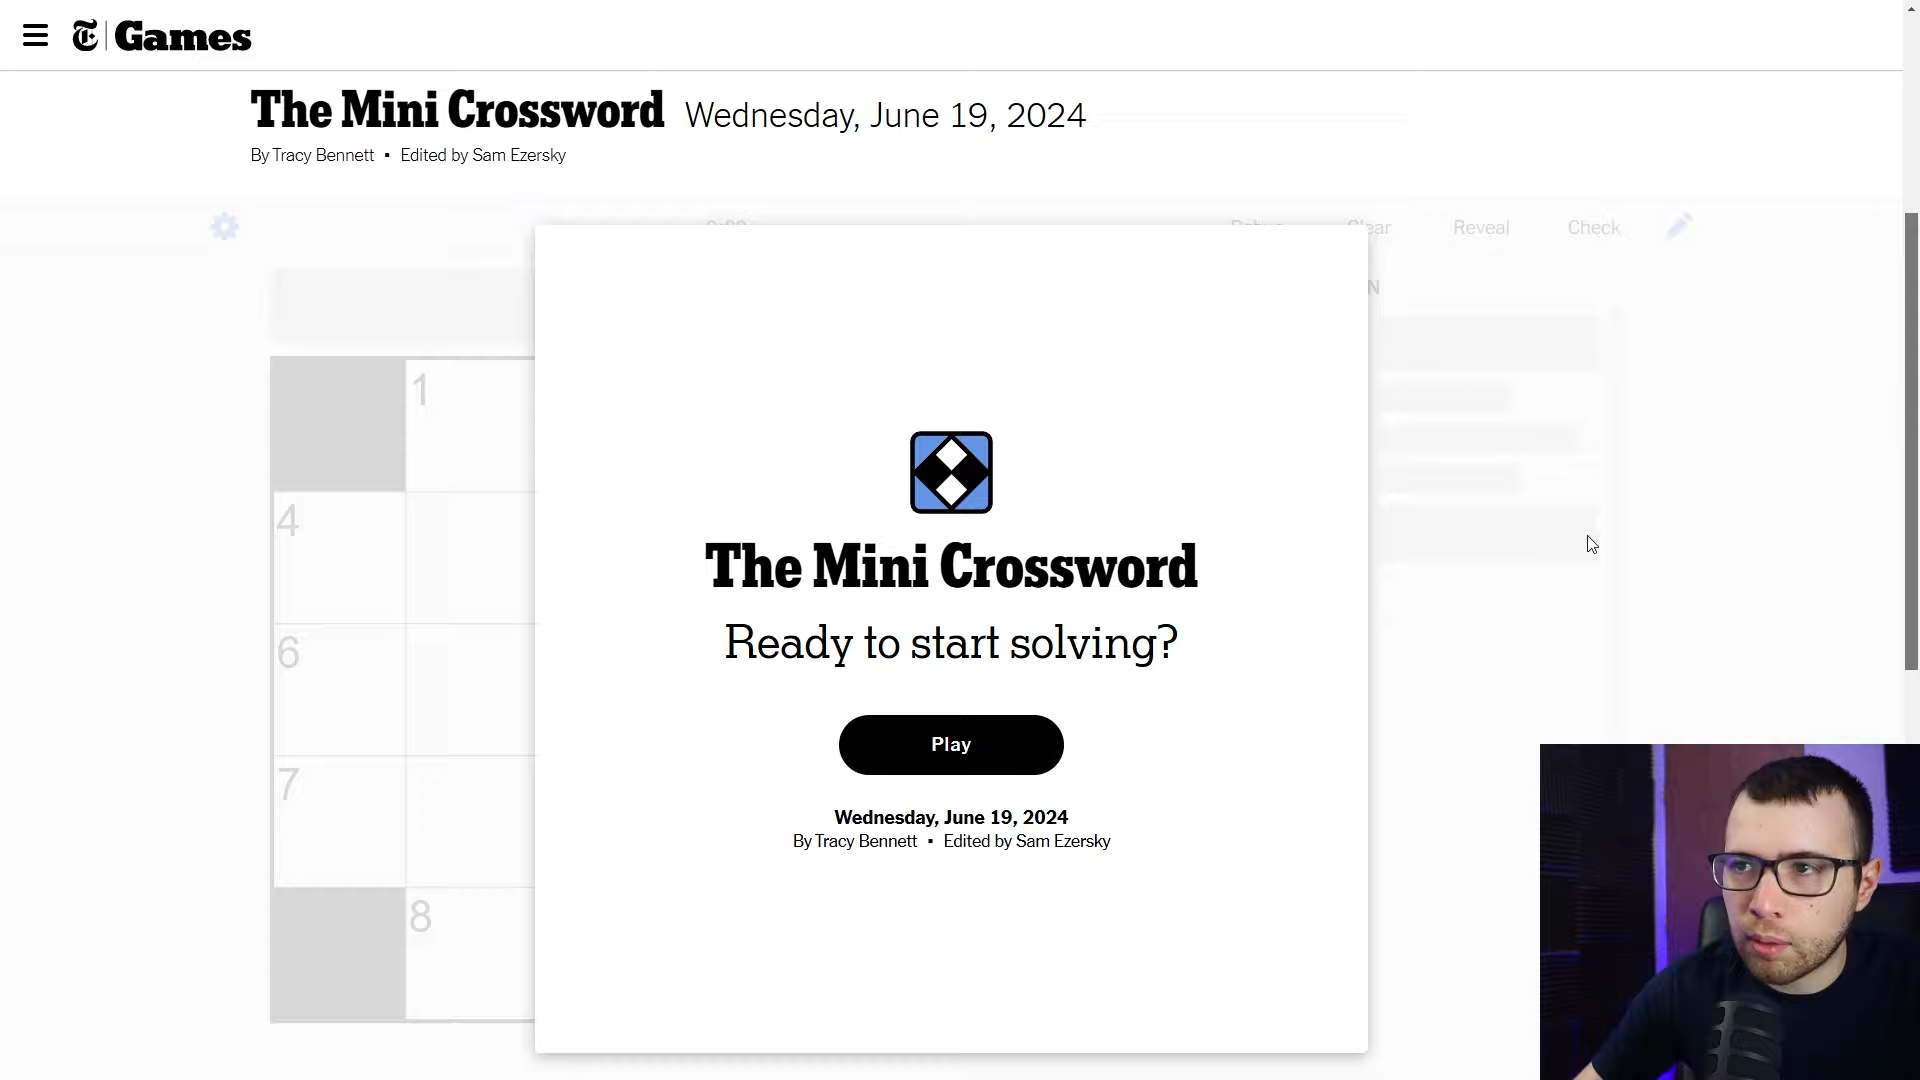 T Games
The Mini Crossword Wednesday, June 19, 2024
By Tracy Bennett ▪ Edited by Sam Ezersky
Reveal
Check
1
4
6
7
8
The Mini Crossword
Ready to start solving?
Play
Wednesday, June 19, 2024
By Tracy Bennett ▪ Edited by Sam Ezersky